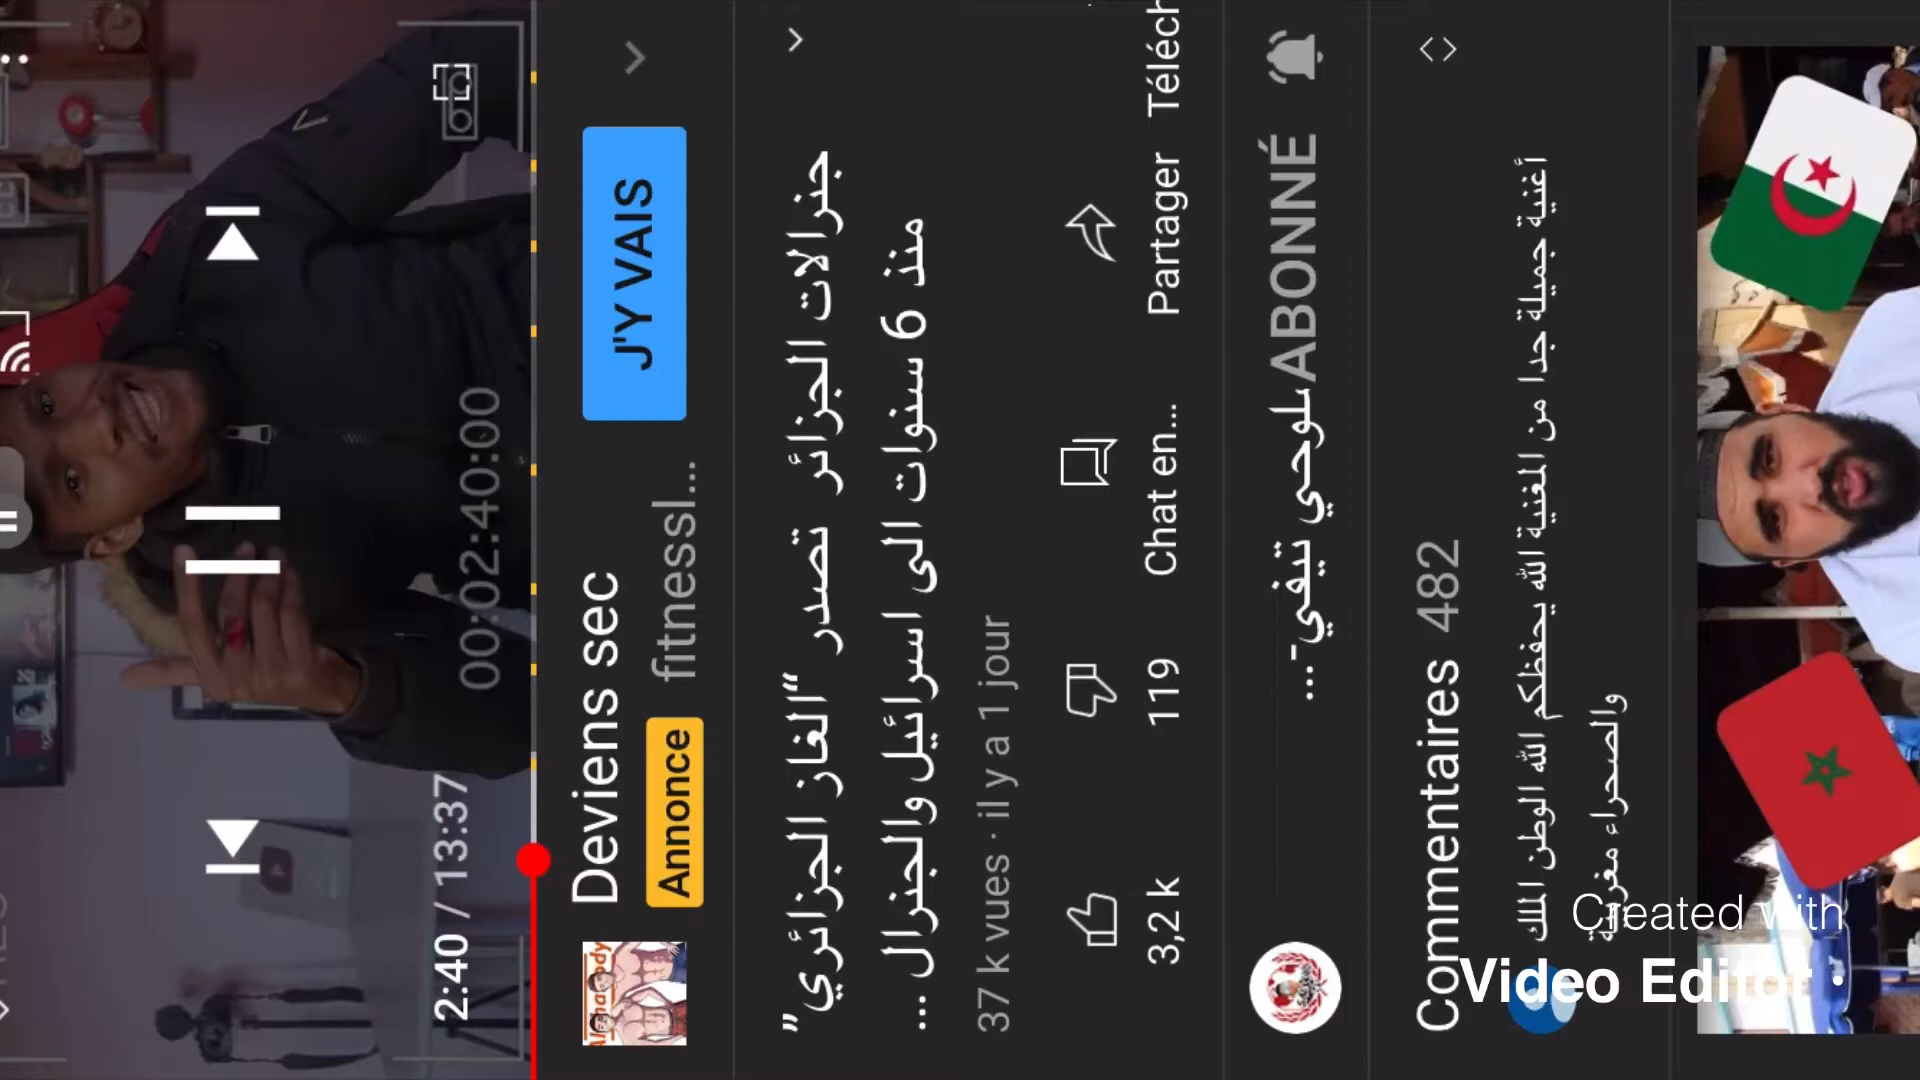 00:02:40:00
2:40 / 13:37
Deviens sec
J'Y VAIS
Annonce fitnessl...
جنرالات الجزائر تصدر "الغاز الجزائري"
منذ 6 سنوات الى اسرائيل والجنرال ...
37 k vues · il y a 1 jour
3,2 k 119 Chat en... Partager Téléch
ABONNÉ
Commentaires 482
أغنية جميلة جدا من المغنية الله يحفظكم الله الوطن الملك
والصحراء مغربية
Created with
Video Editor